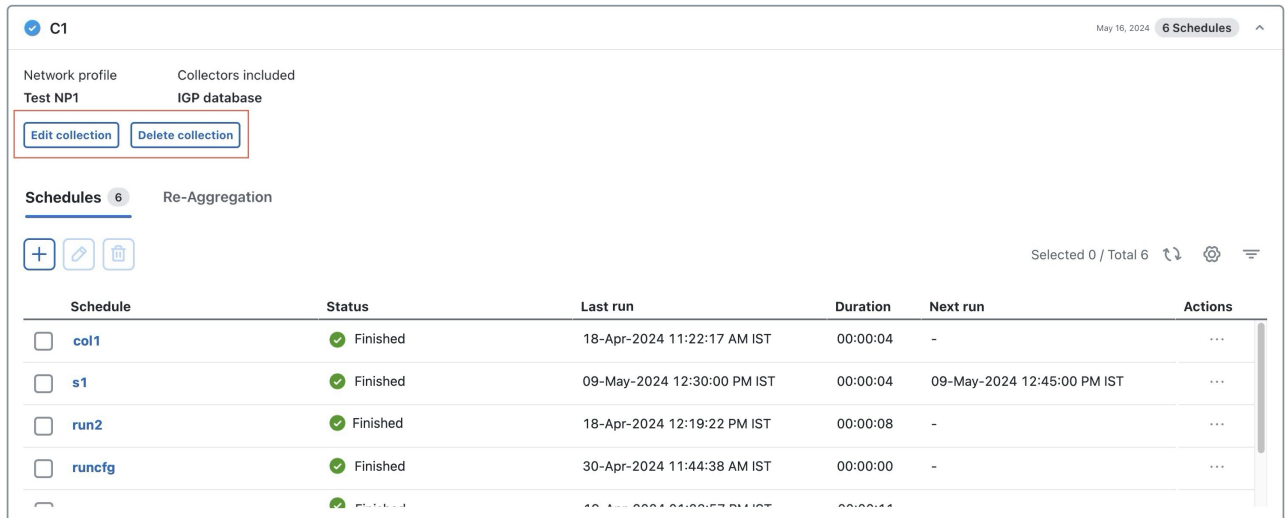 C1
May 16, 2024 6 Schedules
Network profile Collectors included
Test NP1 IGP database
Edit collection Delete collection
Schedules 6 Re-Aggregation
Selected 0 / Total 6
Schedule Status Last run Duration Next run Actions
col1 Finished 18-Apr-2024 11:22:17 AM IST 00:00:04 - ...
s1 Finished 09-May-2024 12:30:00 PM IST 00:00:04 09-May-2024 12:45:00 PM IST ...
run2 Finished 18-Apr-2024 12:19:22 PM IST 00:00:08 - ...
runcfg Finished 30-Apr-2024 11:44:38 AM IST 00:00:00 - ...
Finished